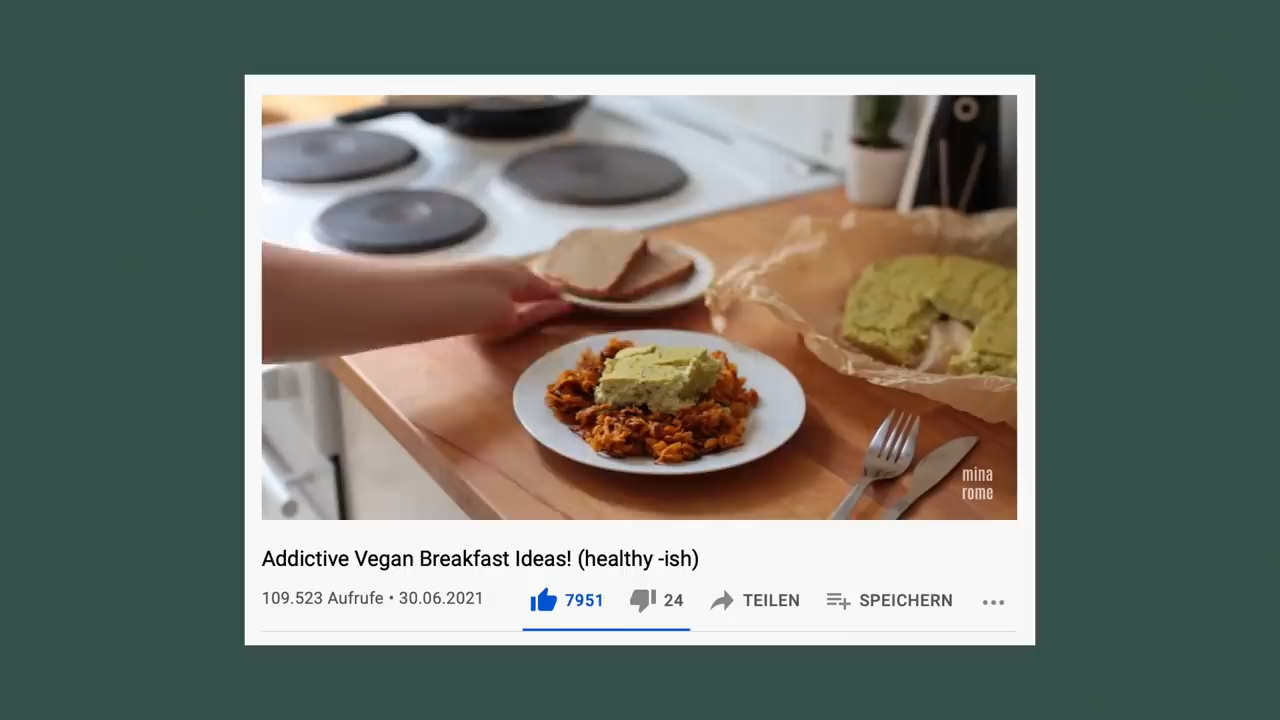 mina
rome
Addictive Vegan Breakfast Ideas! (healthy -ish)
109.523 Aufrufe • 30.06.2021 7951 24 TEILEN SPEICHERN